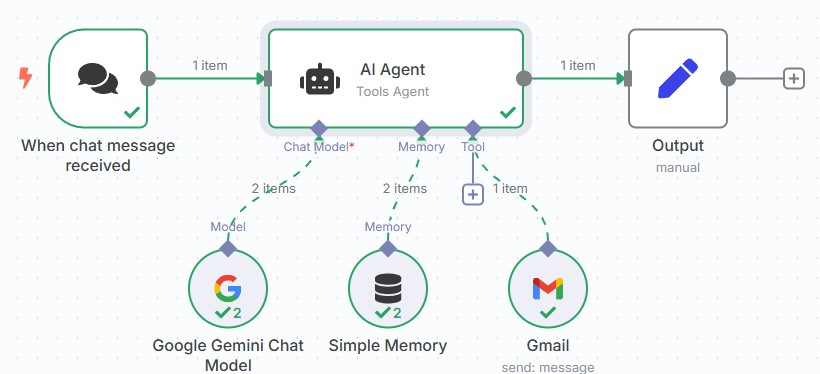 1 item
1 item
AI Agent
Tools Agent
When chat message
received
Chat Model*
Memory
Tool
Output
manual
2 items
2 items
1 item
Model
Memory
2
2
Google Gemini Chat
Model
Simple Memory
Gmail
send: message